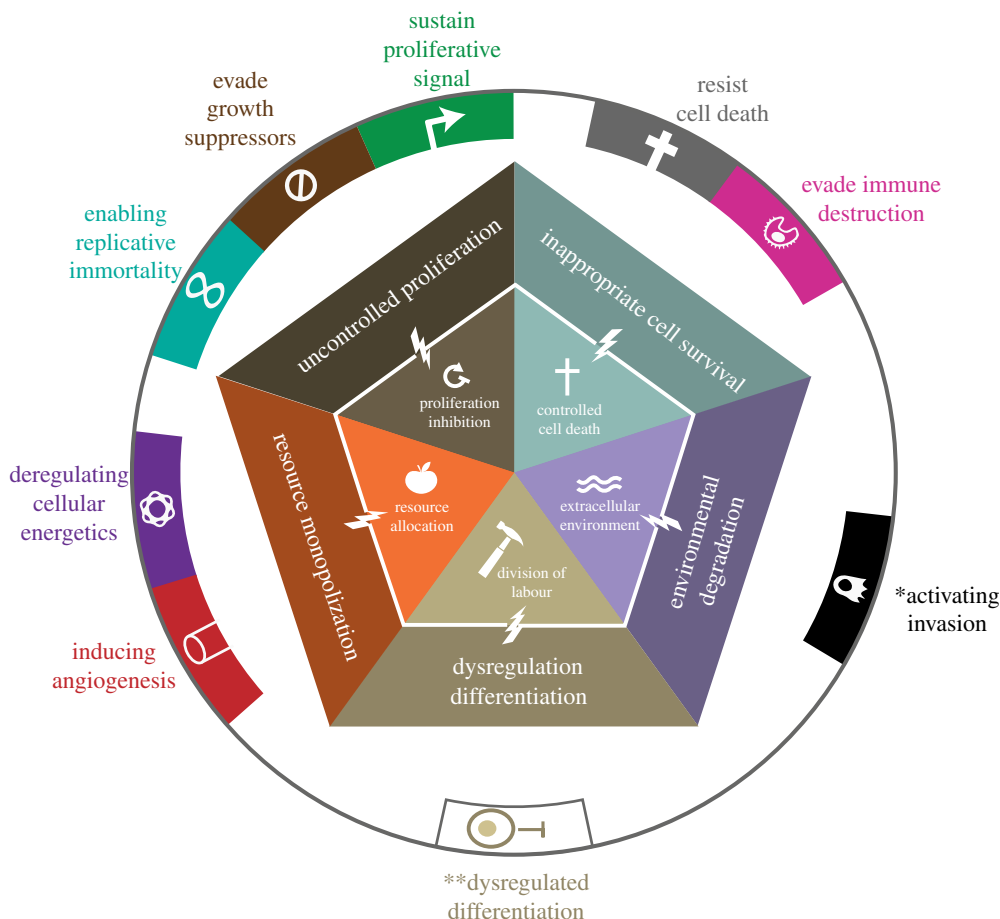 sustain
proliferative
signal
evade
growth
suppressors
enabling
replicative
immortality
resist
cell death
evade immune
destruction
uncontrolled proliferation
inappropriate cell survival
proliferation
inhibition
controlled
cell death
resource monopolization
resource
allocation
extracellular
environment
environmental
degradation
division of
labour
dysregulation
differentiation
deregulating
cellular
energetics
inducing
angiogenesis
*activating
invasion
**dysregulated
differentiation